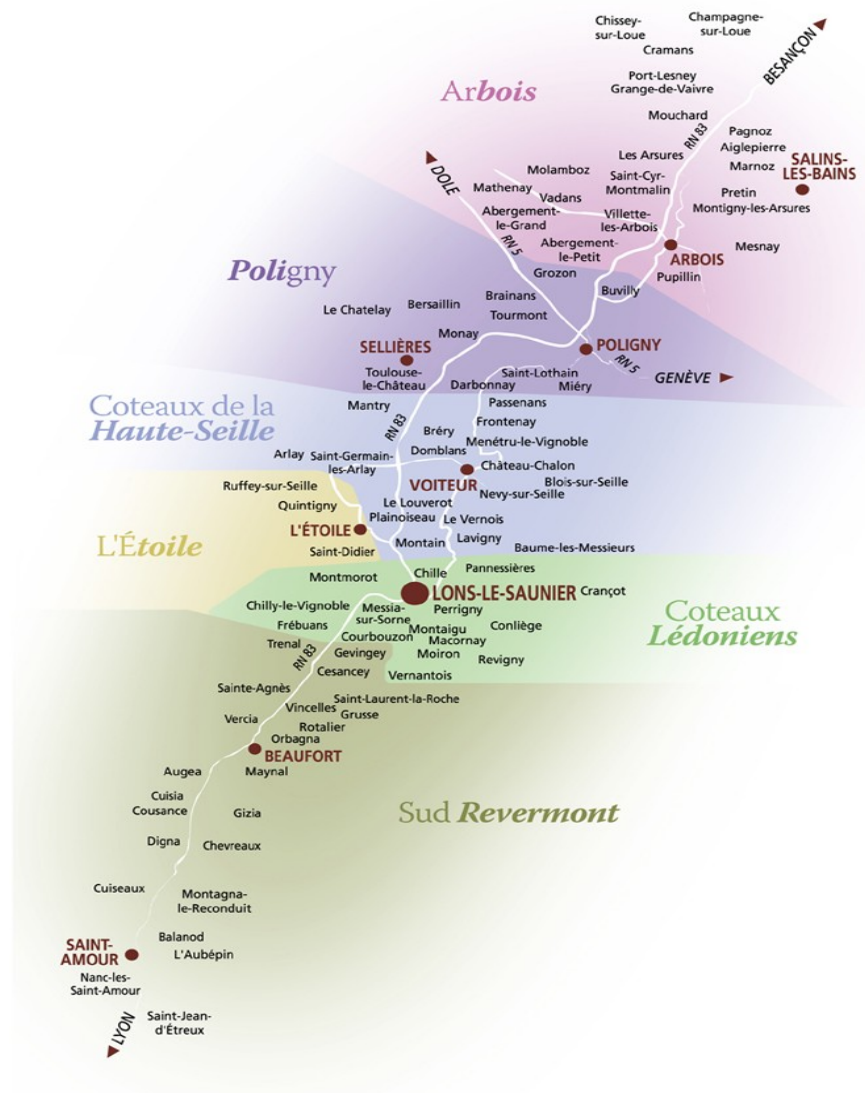 Chissey-
sur-Loue
Champagne-
sur-Loue
Cramans
BESANÇON
Port-Lesney
Grange-de-Vaivre
Arbois
Mouchard
RN 83
Pagnoz
Aiglepierre
Les Arsures
Marnoz
SALINS-
LES-BAINS
DOLE
Molamboz
Saint-Cyr-
Montmalin
Mathenay
Vadans
Pretin
Montigny-les-Arsures
Abergement-
le-Grand
Villette-
les-Arbois
RN 5
Abergement-
le-Petit
Mesnay
ARBOIS
Poligny
Grozon
Pupillin
Buvilly
Brainans
Bersaillin
Le Chatelay
Tourmont
Monay
SELLIÈRES
POLIGNY
RN 5
GENÈVE
Toulouse-
le-Château
Saint-Lothain
Darbonnay
Miéry
Coteaux de la
Haute-Seille
Mantry
Passenans
RN 83
Frontenay
Bréry
Menétru-le-Vignoble
Domblans
Arlay
Saint-Germain-
les-Arlay
Château-Chalon
VOITEUR
Blois-sur-Seille
Ruffey-sur-Seille
Nevy-sur-Seille
Quintigny
Le Louverot
Plainoiseau
Le Vernois
L'ÉTOILE
L'Étoile
Lavigny
Montain
Saint-Didier
Baume-les-Messieurs
Pannessières
Chille
Montmorot
LONS-LE-SAUNIER
Crançot
Chilly-le-Vignoble
Messia-
sur-Sorne
Perrigny
Coteaux
Lédoniens
Frébuans
Montaigu
Conliège
Courbouzon
Macornay
Trenal
RN 83
Gevingey
Moiron
Revigny
Cesancey
Vernantois
Sainte-Agnès
Saint-Laurent-la-Roche
Vincelles
Grusse
Vercia
Rotalier
Orbagna
BEAUFORT
Augea
Maynal
Cuisia
Cousance
Gizia
Sud Revermont
Digna
Chevreaux
Cuiseaux
Montagna-
le-Reconduit
Balanod
SAINT-
AMOUR
L'Aubépin
Nanc-les-
Saint-Amour
Saint-Jean-
d'Étreux
LYON